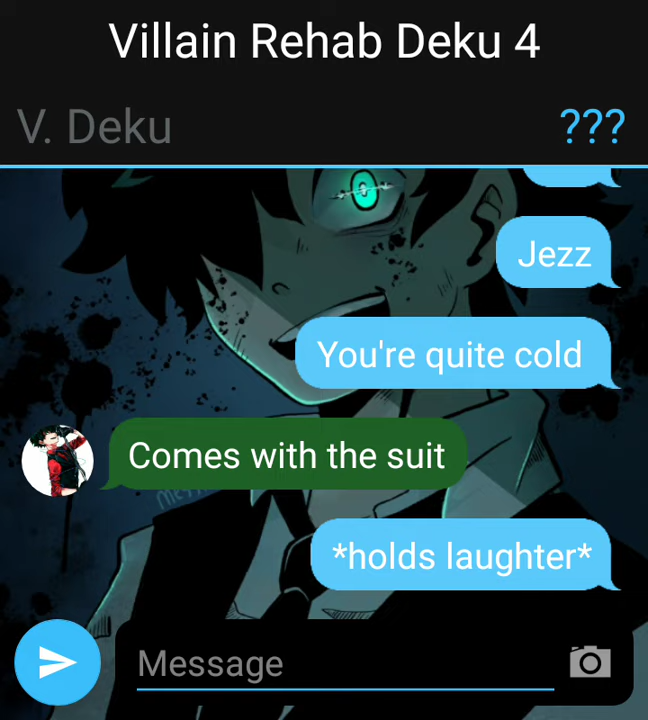 Villain Rehab Deku 4
V. Deku
???
Jezz
You're quite cold
Comes with the suit
*holds laughter*
Message